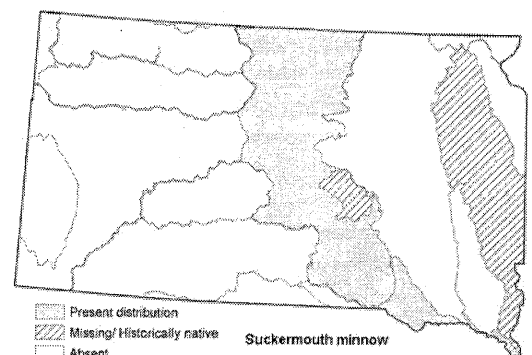 Present distribution
Missing/ Historically native
Absent
Suckermouth minnow